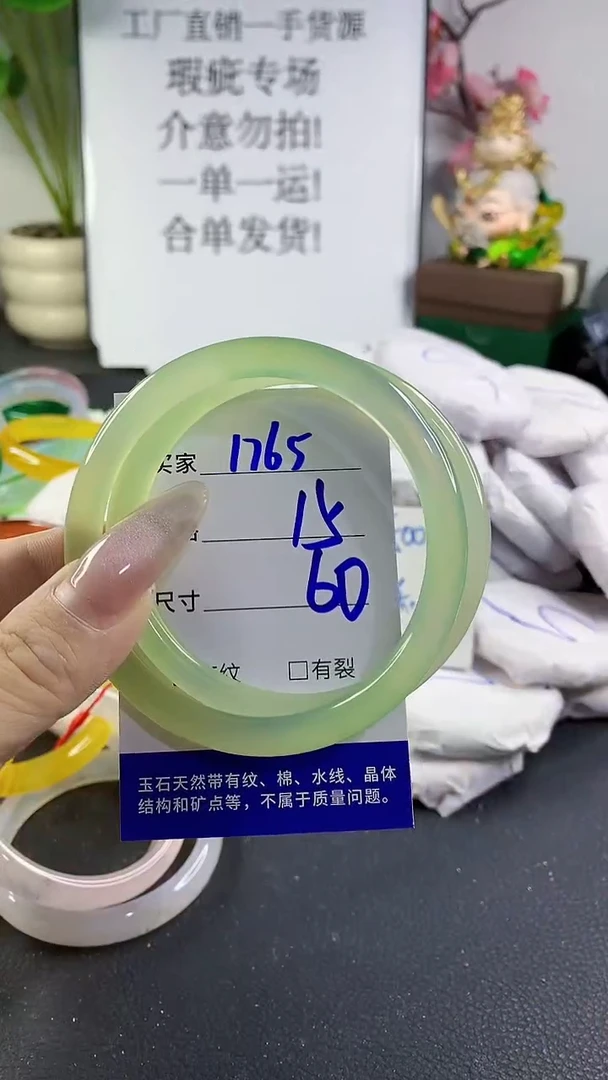 工厂直销一手货源
瑕疵专场
介意勿拍!
一单一运!
合单发货!
买家 1765
15
尺寸 60
纹 □有裂
玉石天然带有纹、棉、水线、晶体
结构和矿点等，不属于质量问题。